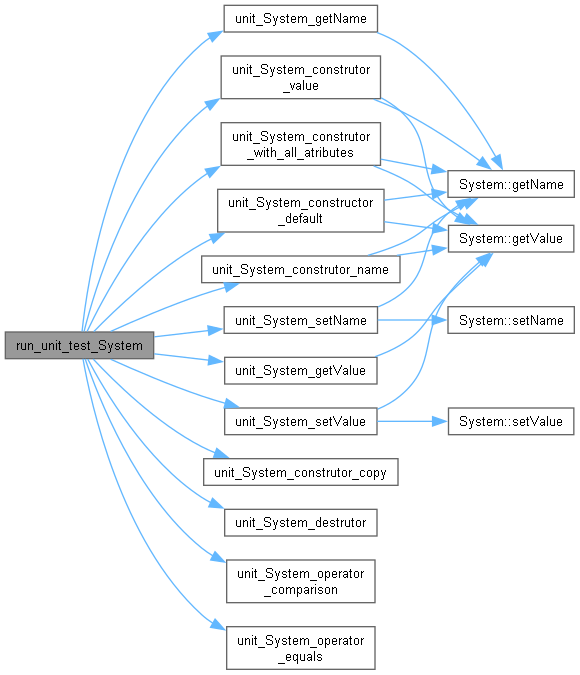 run_unit_test_System
unit_System_getName
unit_System_construtor
_value
unit_System_construtor
_with_all_atributes
unit_System_constructor
_default
unit_System_construtor_name
unit_System_setName
unit_System_getValue
unit_System_setValue
unit_System_construtor_copy
unit_System_destrutor
unit_System_operator
_comparison
unit_System_operator
_equals
System::getName
System::getValue
System::setName
System::setValue